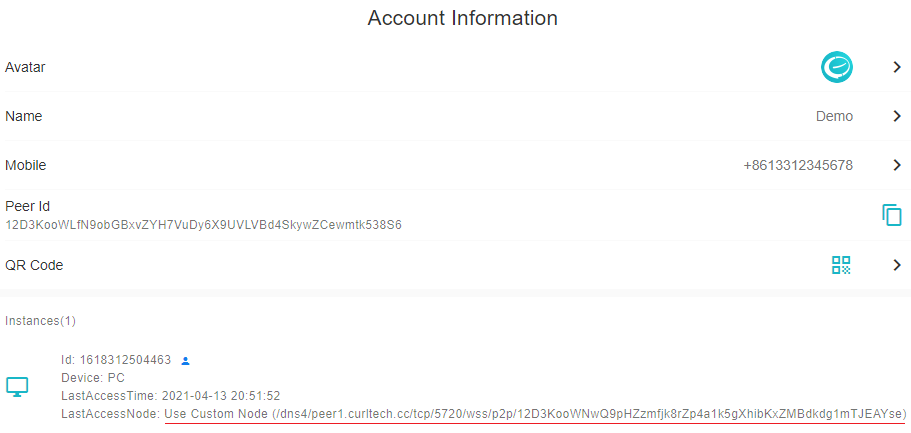 Account Information
Avatar
Name Demo
Mobile +8613312345678
Peer Id
12D3KooWLfN9obGBxvZYH7VuDy6X9UVLVBd4SkywZCewmtk538S6
QR Code
Instances(1)
Id: 1618312504463
Device: PC
LastAccessTime: 2021-04-13 20:51:52
LastAccessNode: Use Custom Node (/dns4/peer1.curltech.cc/tcp/5720/wss/p2p/12D3KooWNwQ9pHZzmfjk8rZp4a1k5gXhibKxZMBdkdg1mTJEAYse)